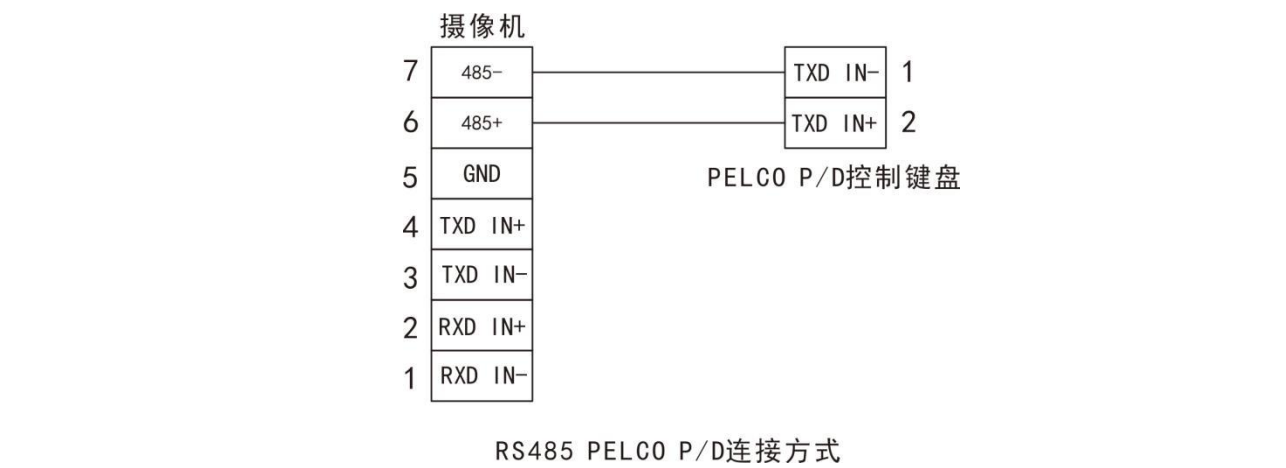 摄像机
7 485- TXD IN- 1
6 485+ TXD IN+ 2
5 GND
PELCO P/D控制键盘
4 TXD IN+
3 TXD IN-
2 RXD IN+
1 RXD IN-
RS485 PELCO P/D连接方式